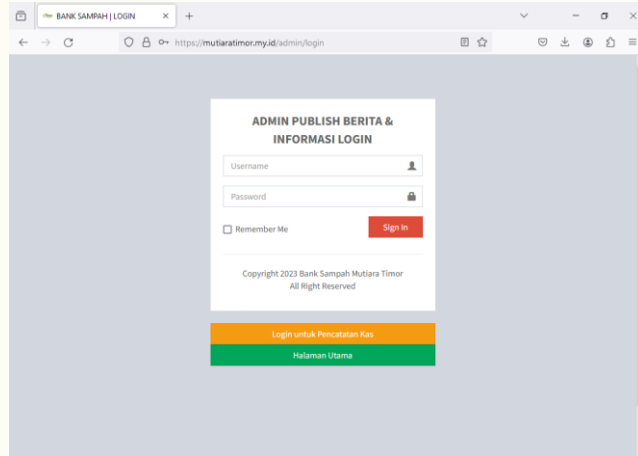 BANK SAMPAH | LOGIN
https://mutiaratimor.my.id/admin/login
ADMIN PUBLISH BERITA &
INFORMASI LOGIN
Username
Password
Remember Me
Sign In
Copyright 2023 Bank Sampah Mutiara Timor
All Right Reserved
Login untuk Pencatatan Kas
Halaman Utama